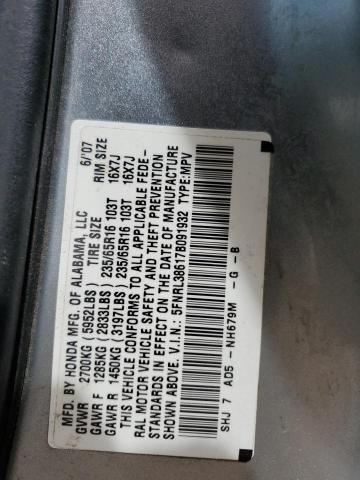 MFD. BY HONDA MFG. OF ALABAMA, LLC 6/'07
GVWR 2700KG (5952LBS) TIRE SIZE RIM SIZE
GAWR F 1285KG (2833LBS) 235/65R16 103T 16X7J
GAWR R 1450KG (3197LBS) 235/65R16 103T 16X7J
THIS VEHICLE CONFORMS TO ALL APPLICABLE FEDE-
RAL MOTOR VEHICLE SAFETY AND THEFT PREVENTION
STANDARDS IN EFFECT ON THE DATE OF MANUFACTURE
SHOWN ABOVE. V.I.N.: 5FNRL38617B091932 TYPE:MPV
SHJ 7 AD5 - NH679M - G - B